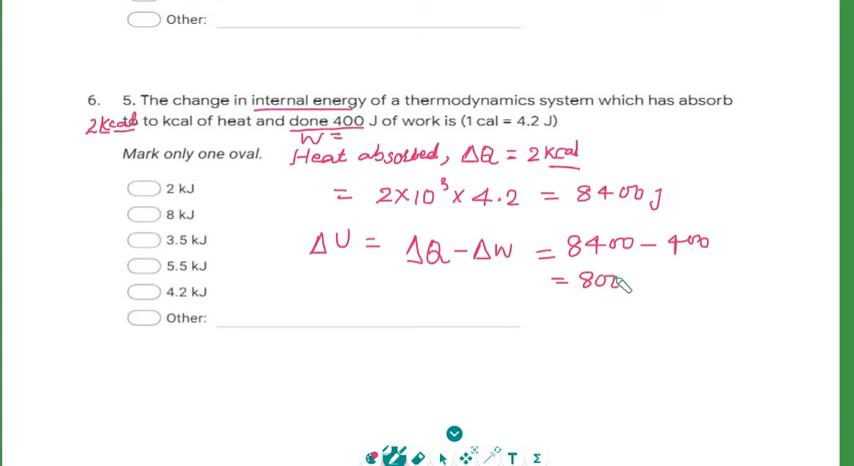 Other:
6. 5. The change in internal energy of a thermodynamics system which has absorb
2kcal to kcal of heat and done 400 J of work is (1 cal = 4.2 J)
W =
Mark only one oval. Heat absorbed, ΔQ = 2 kcal
2 kJ
= 2×10³×4.2 = 8400J
8 kJ
3.5 kJ
ΔU = ΔQ-ΔW = 8400-400
5.5 kJ
= 800
4.2 kJ
Other:
T Σ